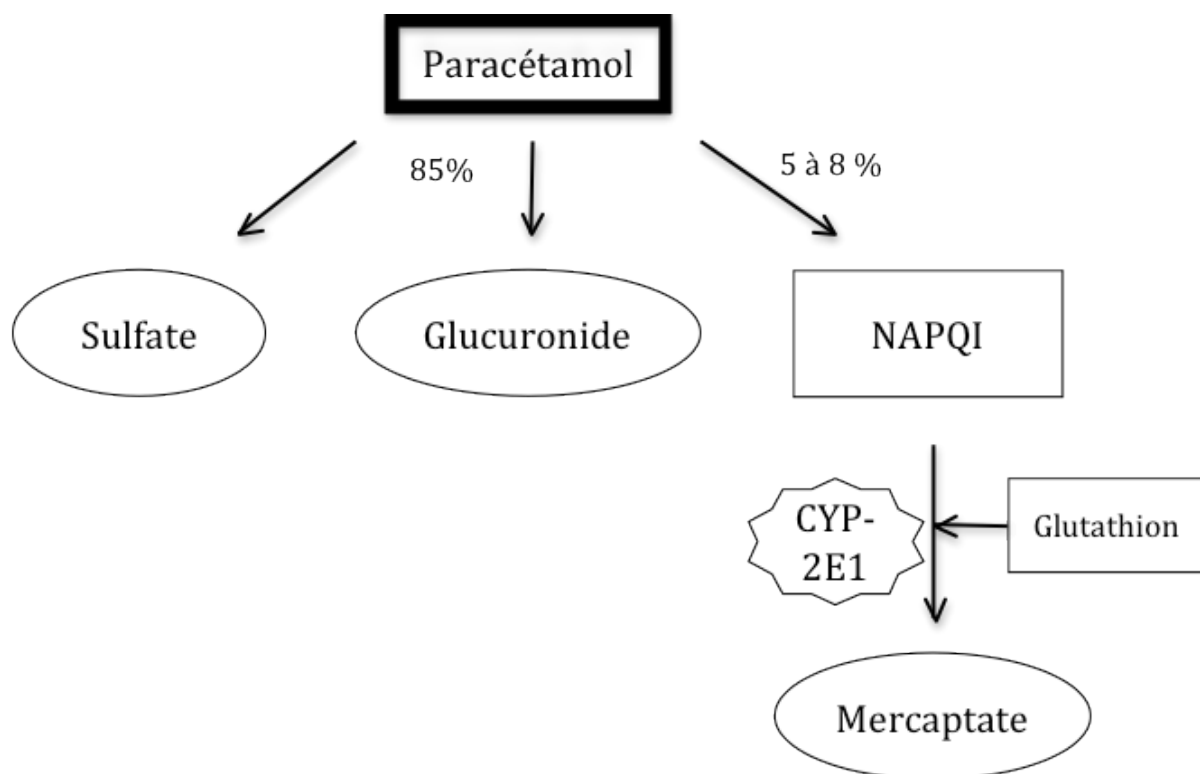 Paracétamol
85%
5 à 8 %
Sulfate
Glucuronide
NAPQI
CYP-
2E1
Glutathion
Mercaptate